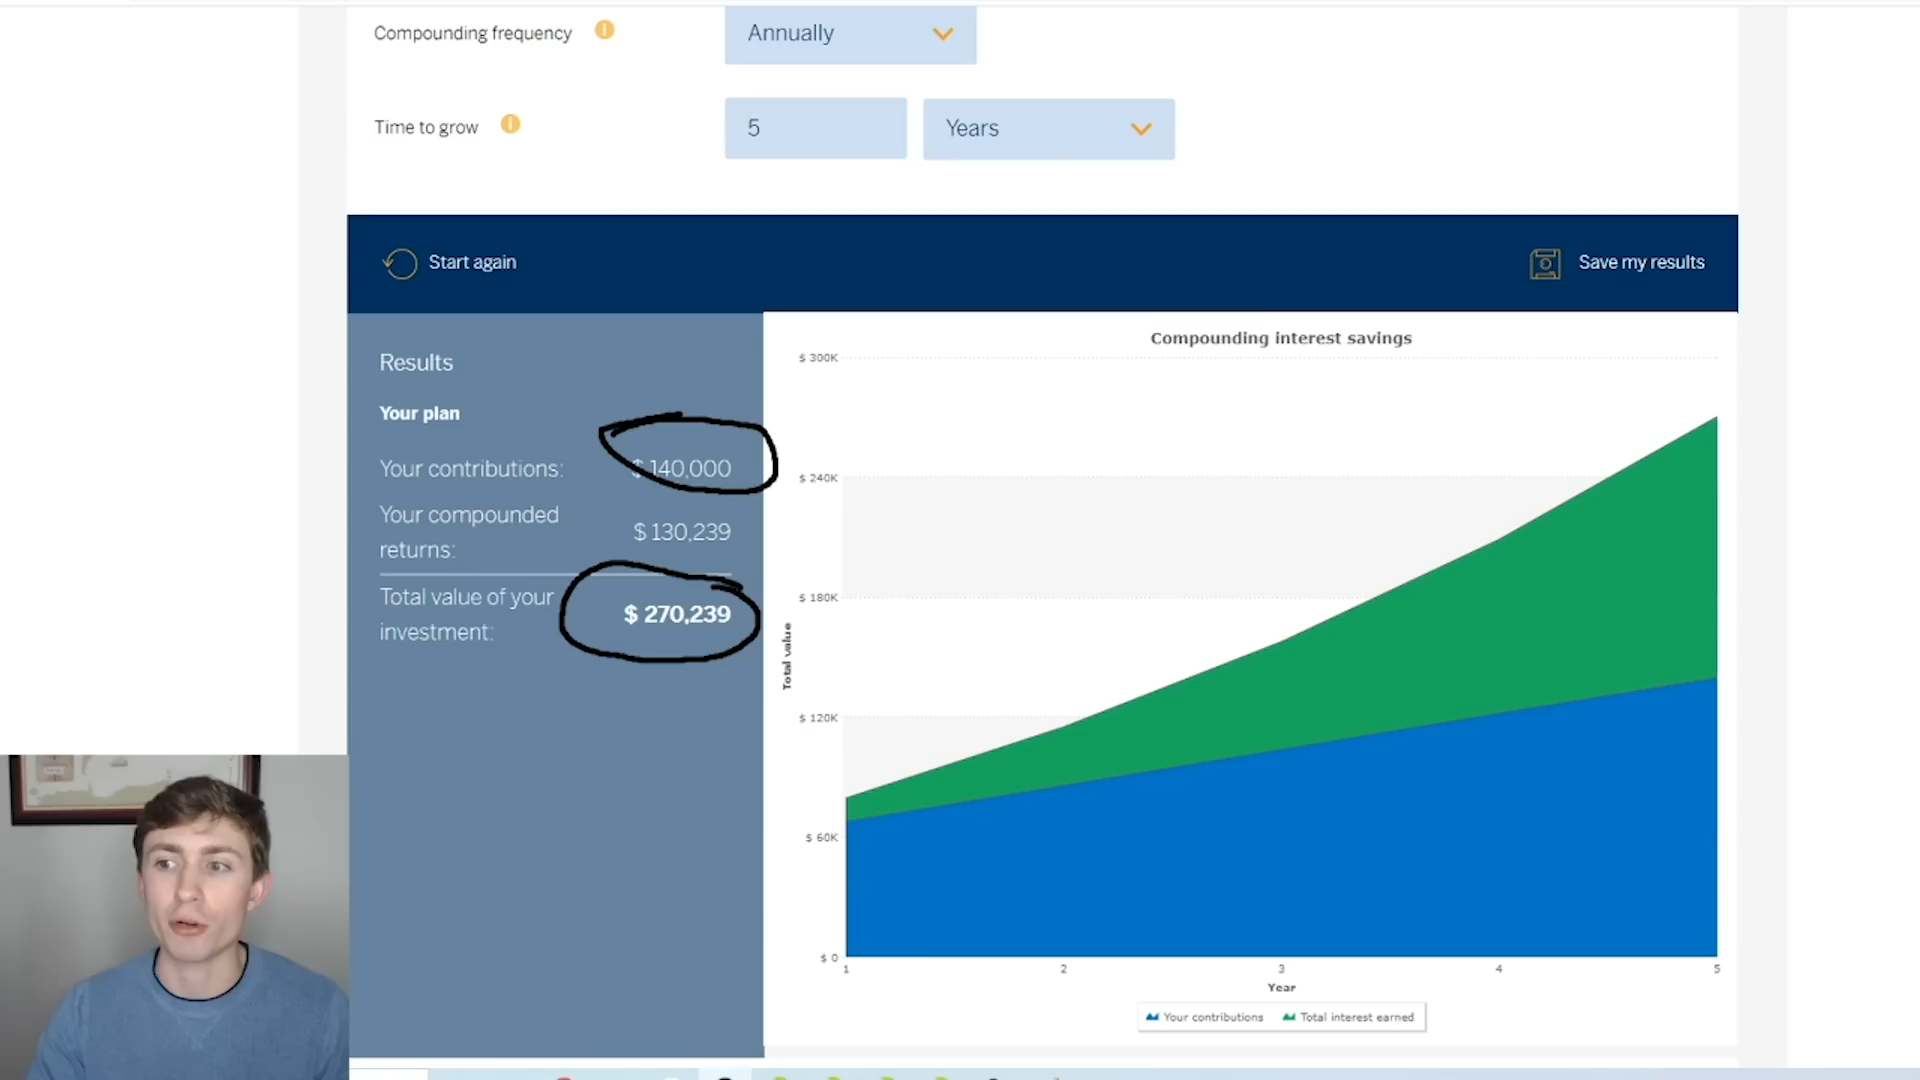 Compounding frequency
Annually
Time to grow
5
Years
Start again
Save my results
Results
Your plan
Your contributions:
$ 140,000
Your compounded
returns:
$ 130,239
Total value of your
investment:
$ 270,239
Compounding interest savings
$ 300K
$ 240K
$ 180K
$ 120K
$ 60K
$ 0
Total value
1
2
3
4
5
Year
Your contributions
Total interest earned